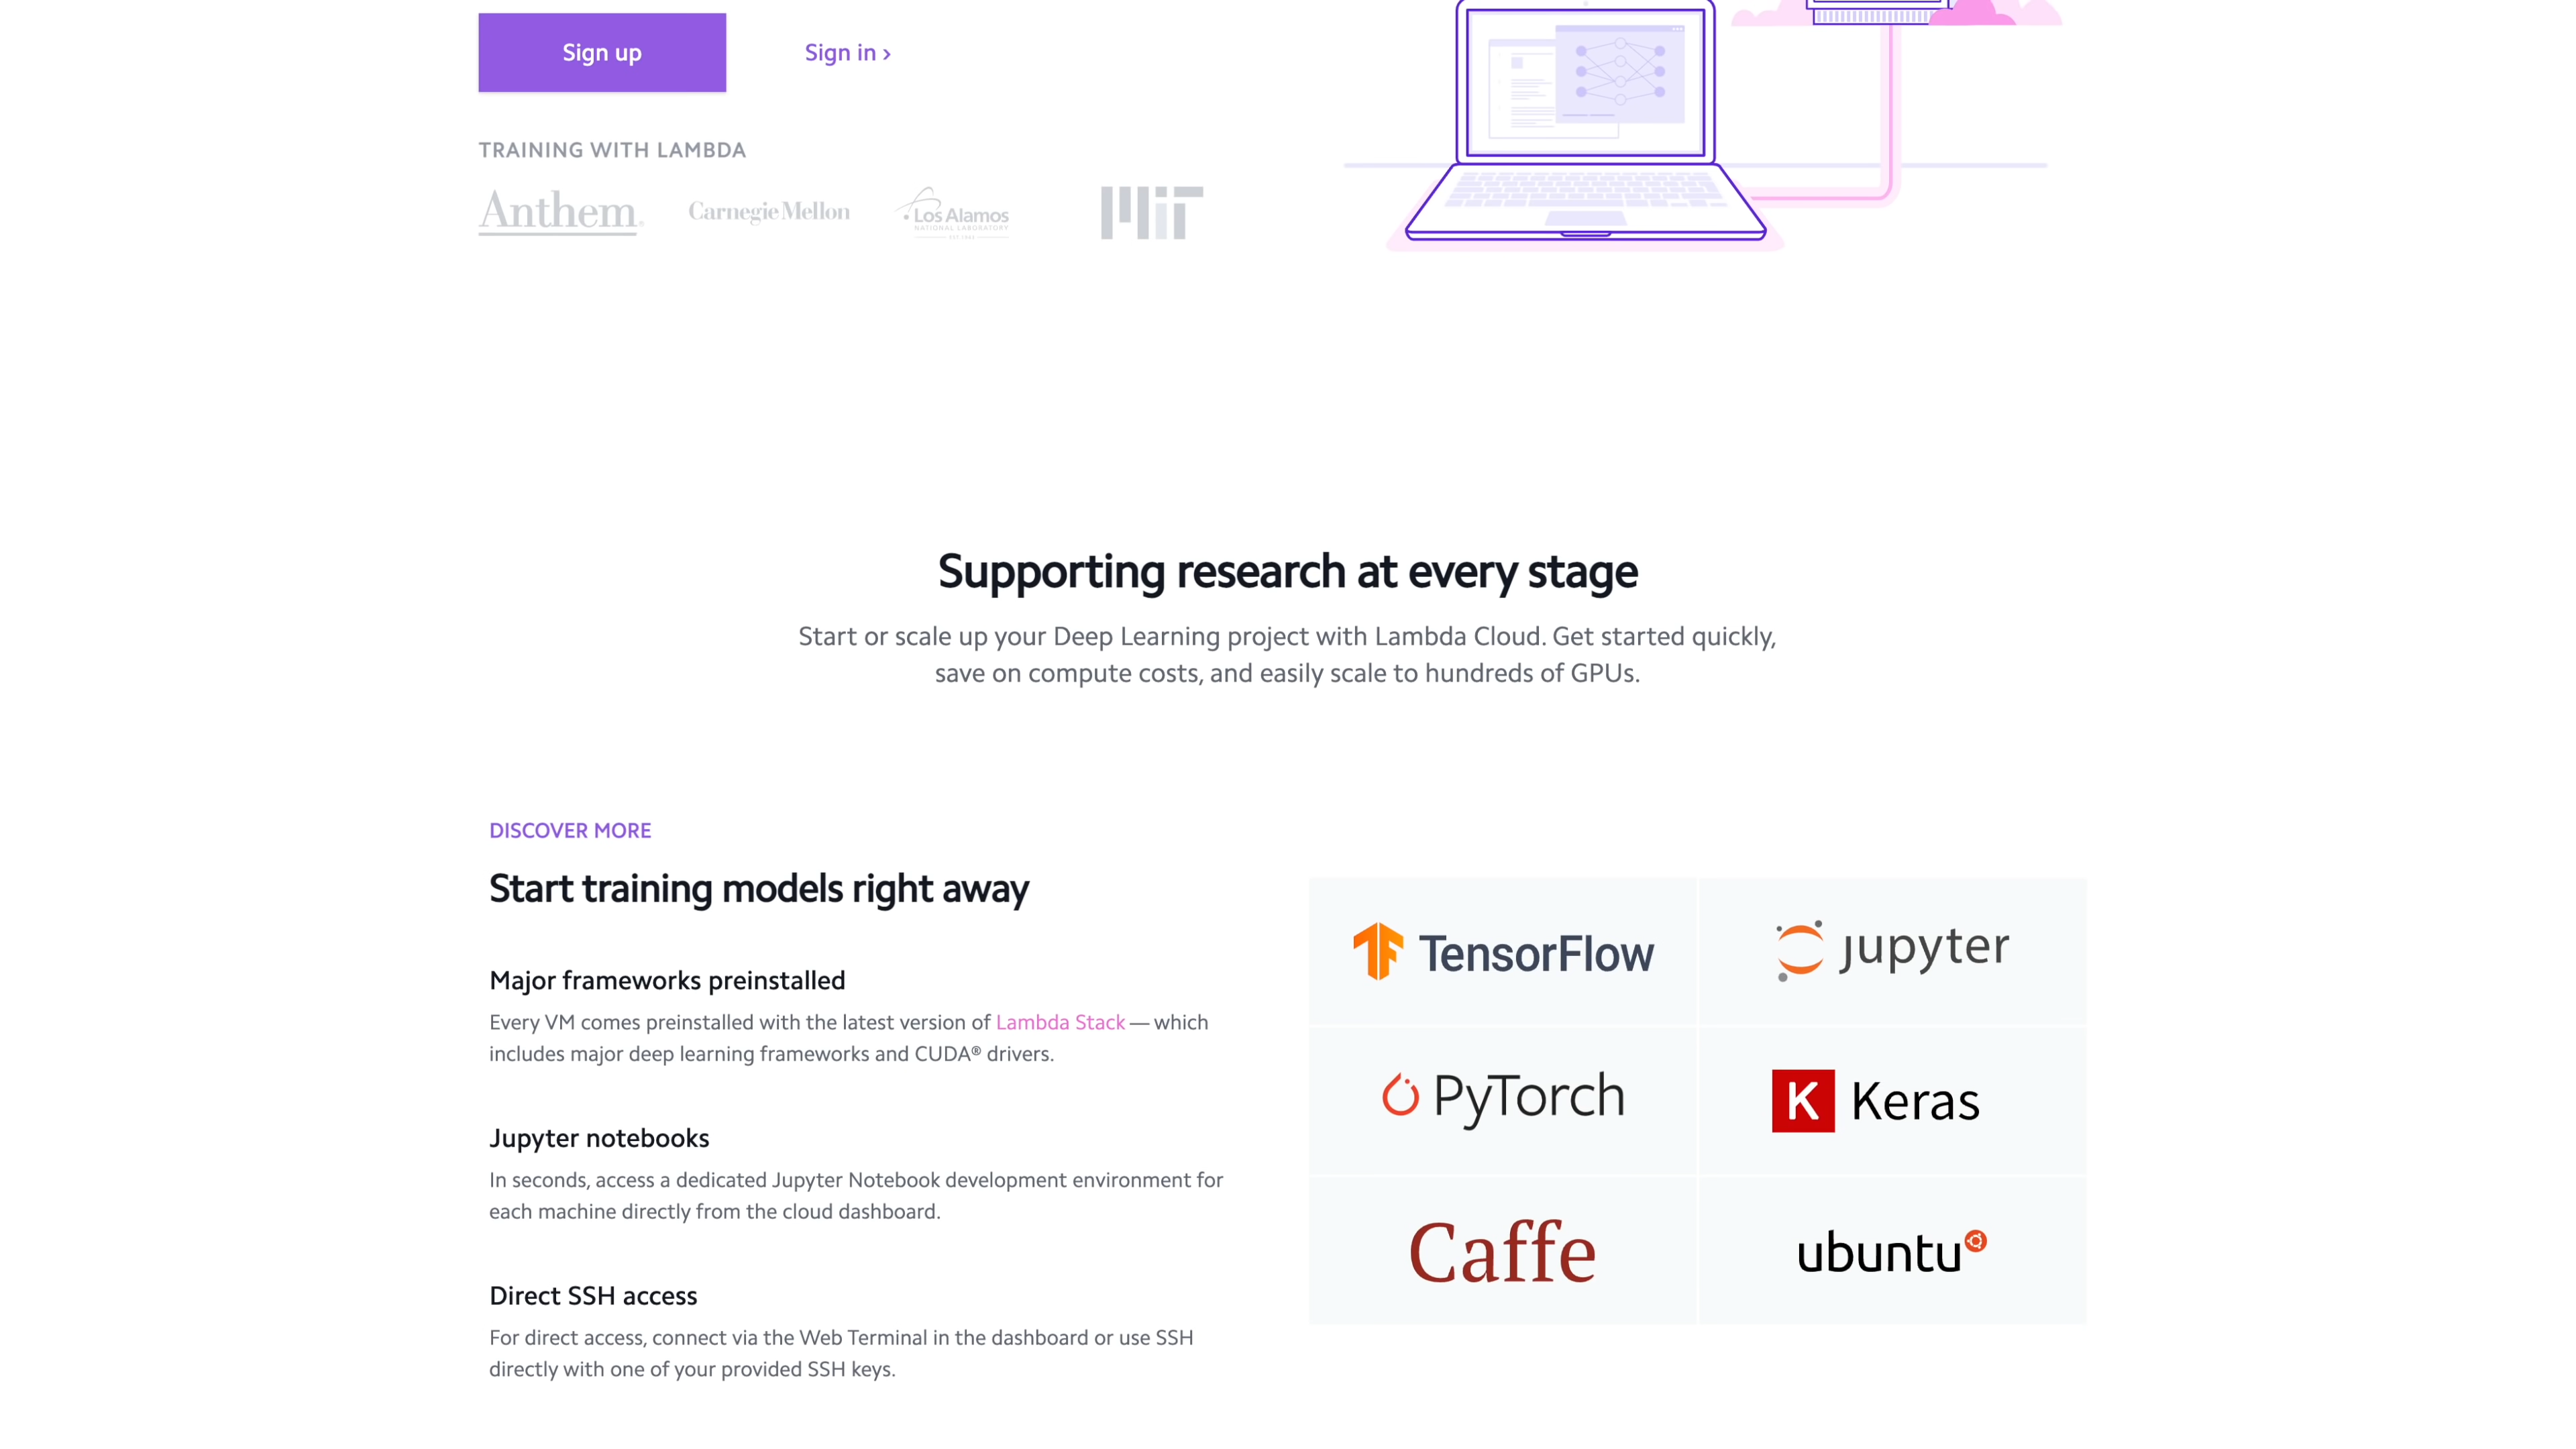 Sign up
Sign in ›
TRAINING WITH LAMBDA
Anthem®
Carnegie Mellon
Los Alamos
NATIONAL LABORATORY
MIT
Supporting research at every stage
Start or scale up your Deep Learning project with Lambda Cloud. Get started quickly,
save on compute costs, and easily scale to hundreds of GPUs.
DISCOVER MORE
Start training models right away
Major frameworks preinstalled
Every VM comes preinstalled with the latest version of Lambda Stack — which
includes major deep learning frameworks and CUDA® drivers.
Jupyter notebooks
In seconds, access a dedicated Jupyter Notebook development environment for
each machine directly from the cloud dashboard.
Direct SSH access
For direct access, connect via the Web Terminal in the dashboard or use SSH
directly with one of your provided SSH keys.
TensorFlow
jupyter
PyTorch
K Keras
Caffe
ubuntu